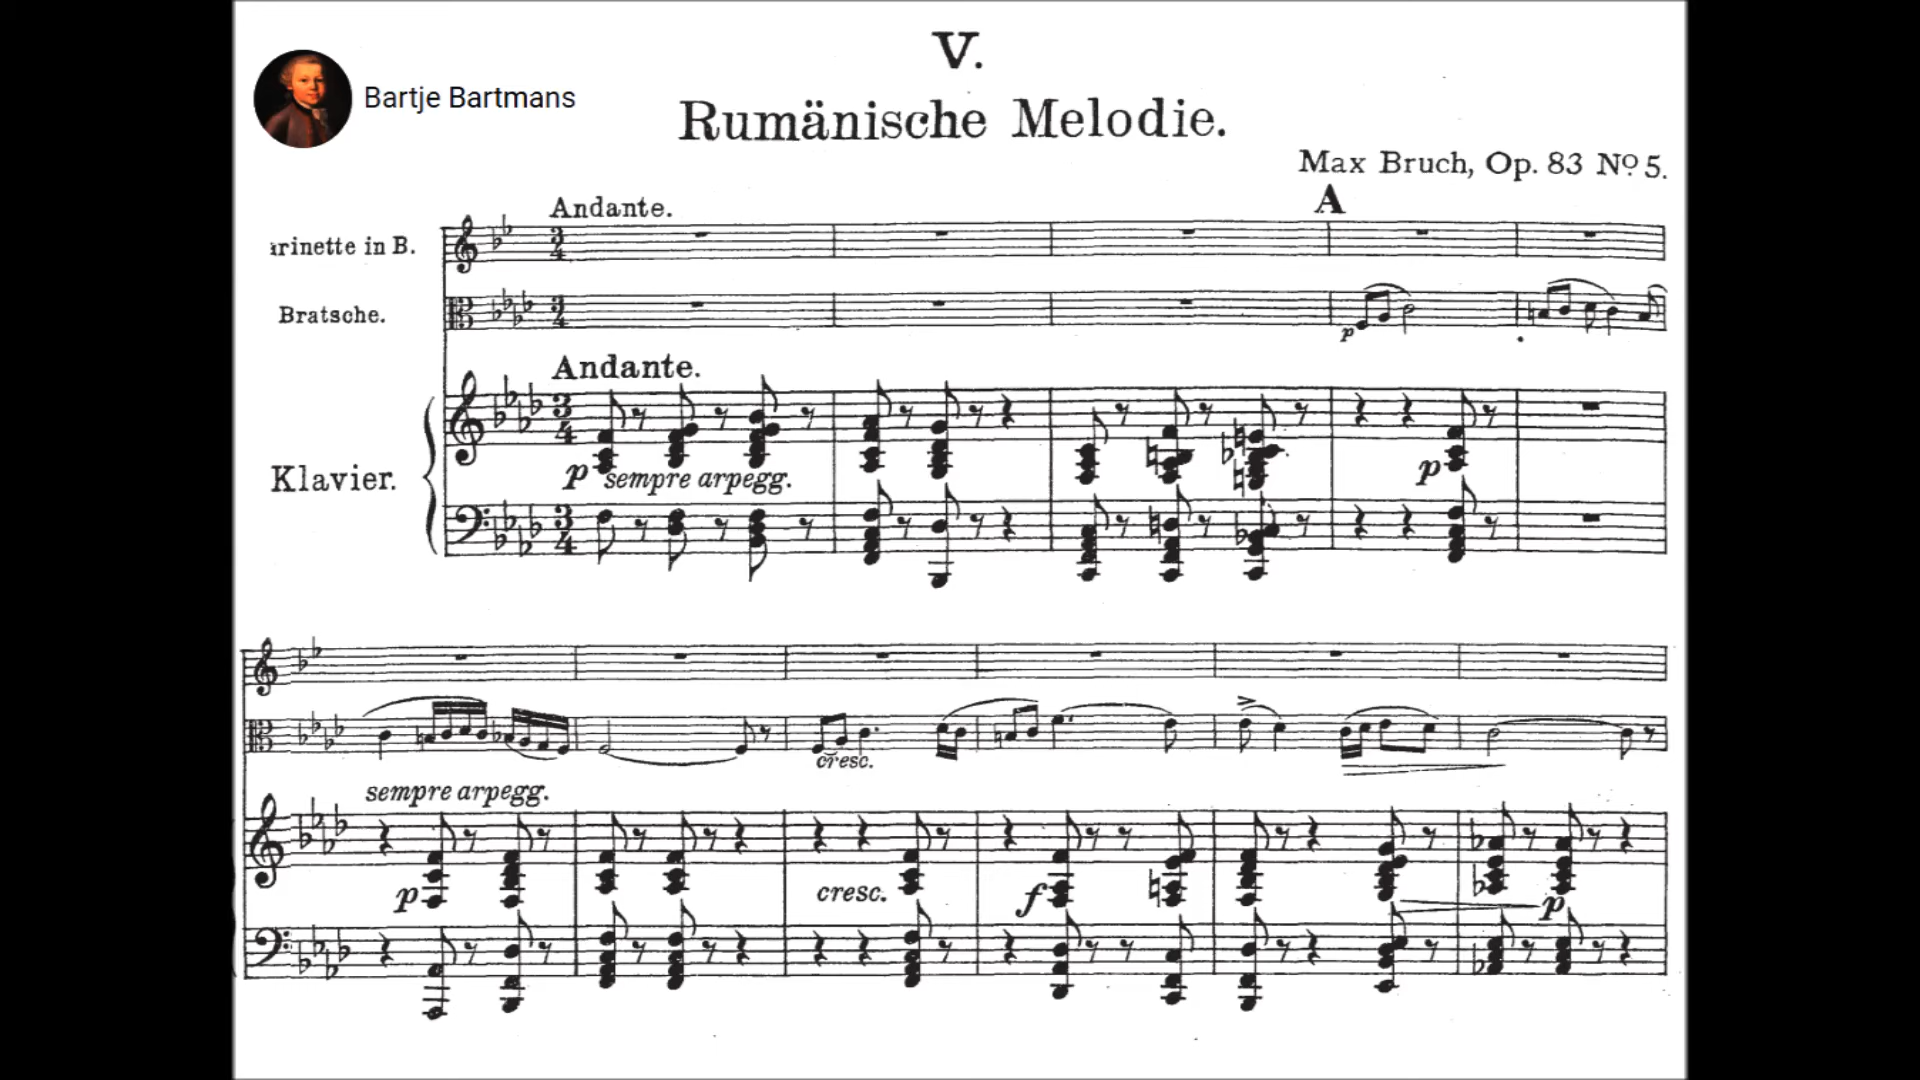 V.
Bartje Bartmans
Rumänische Melodie.
Max Bruch, Op. 83 No 5.
A
Andante.
rinette in B.
Bratsche.
p
Andante.
Klavier.
p sempre arpegg.
p
cresc.
sempre arpegg.
p
cresc.
f
p